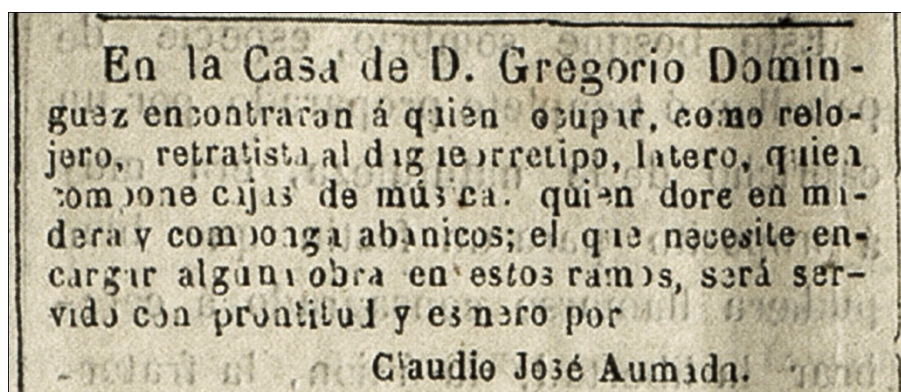 En la Casa de D. Gregorio Domin-
guez encontraran á quien ocupar, como relo-
jero, retratista al daguerretipo, latero, quien
compone cajas de música. quien dore en ma-
dera y componga abanicos; el que necesite en-
cargar alguna obra en estos ramos, será ser-
vido con prontitud y esmero por
Claudio José Aumada.